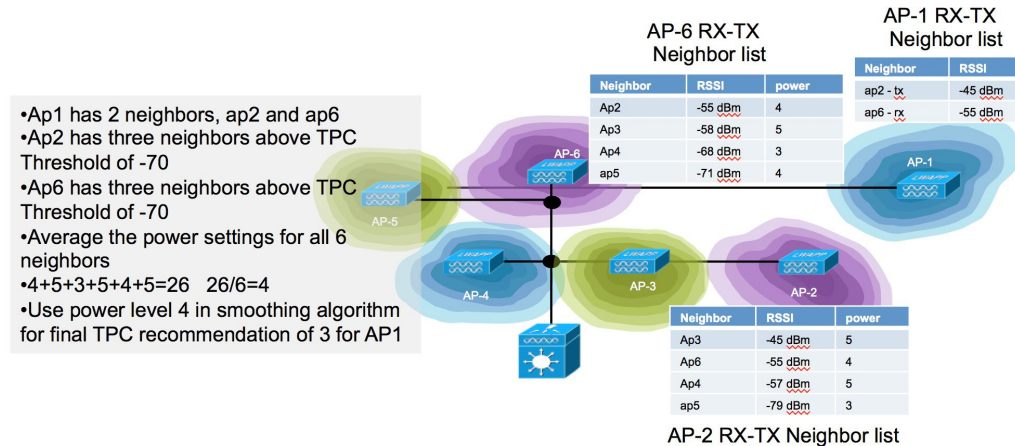 AP-6 RX-TX
Neighbor list
AP-1 RX-TX
Neighbor list
Neighbor RSSI power
Ap2 -55 dBm 4
Ap3 -58 dBm 5
Ap4 -68 dBm 3
ap5 -71 dBm 4
Neighbor RSSI
ap2 - tx -45 dBm
ap6 - rx -55 dBm
•Ap1 has 2 neighbors, ap2 and ap6
•Ap2 has three neighbors above TPC
Threshold of -70
•Ap6 has three neighbors above TPC
Threshold of -70
•Average the power settings for all 6
neighbors
•4+5+3+5+4+5=26 26/6=4
•Use power level 4 in smoothing algorithm
for final TPC recommendation of 3 for AP1
LWAPP
AP-6
LWAPP
AP-1
LWAPP
AP-5
LWAPP
AP-4
LWAPP
AP-3
LWAPP
AP-2
Neighbor RSSI power
Ap3 -45 dBm 5
Ap6 -55 dBm 4
Ap4 -57 dBm 5
ap5 -79 dBm 3
AP-2 RX-TX Neighbor list